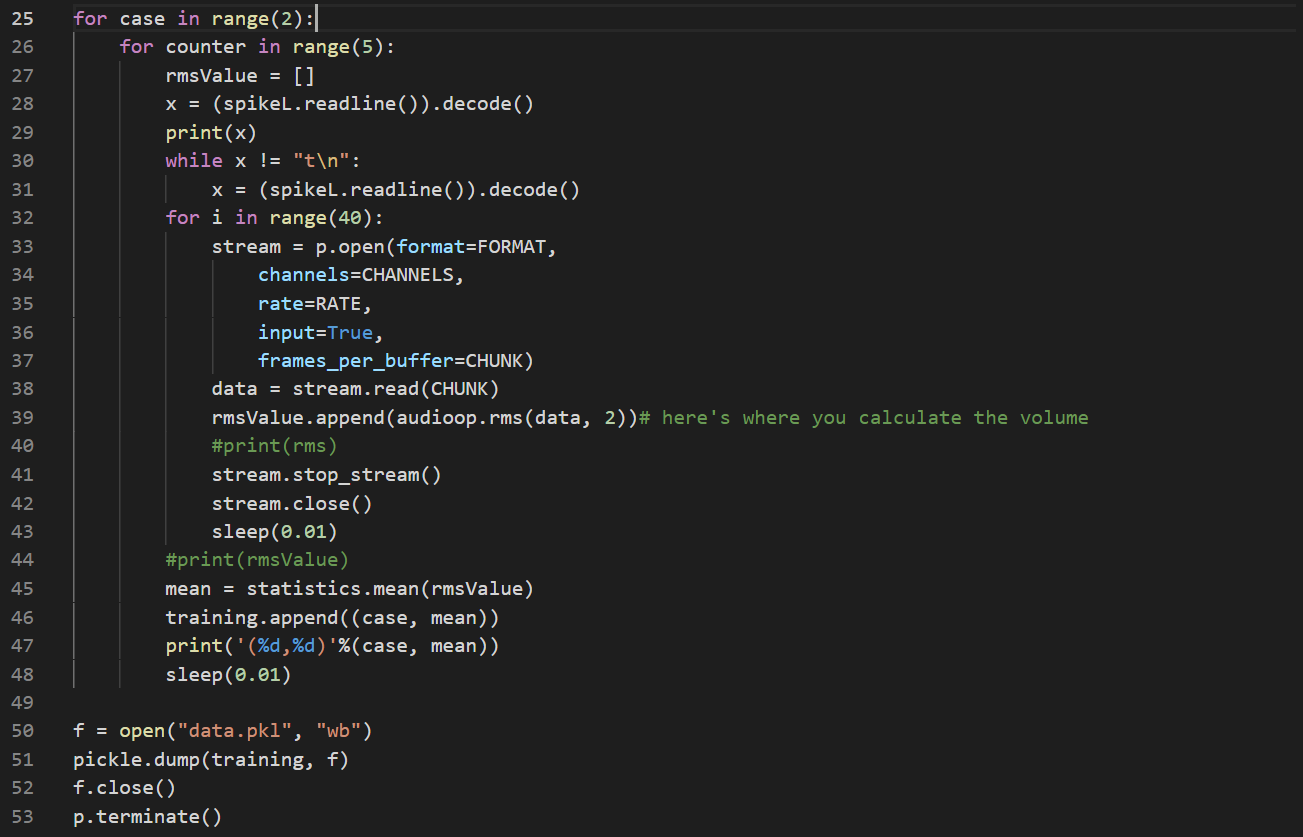 25 for case in range(2):
26     for counter in range(5):
27         rmsValue = []
28         x = (spikeL.readline()).decode()
29         print(x)
30         while x != "t\n":
31             x = (spikeL.readline()).decode()
32         for i in range(40):
33             stream = p.open(format=FORMAT,
34                 channels=CHANNELS,
35                 rate=RATE,
36                 input=True,
37                 frames_per_buffer=CHUNK)
38             data = stream.read(CHUNK)
39             rmsValue.append(audioop.rms(data, 2))# here's where you calculate the volume
40             #print(rms)
41             stream.stop_stream()
42             stream.close()
43             sleep(0.01)
44         #print(rmsValue)
45         mean = statistics.mean(rmsValue)
46         training.append((case, mean))
47         print('(%d,%d)'%(case, mean))
48         sleep(0.01)
49
50 f = open("data.pkl", "wb")
51 pickle.dump(training, f)
52 f.close()
53 p.terminate()